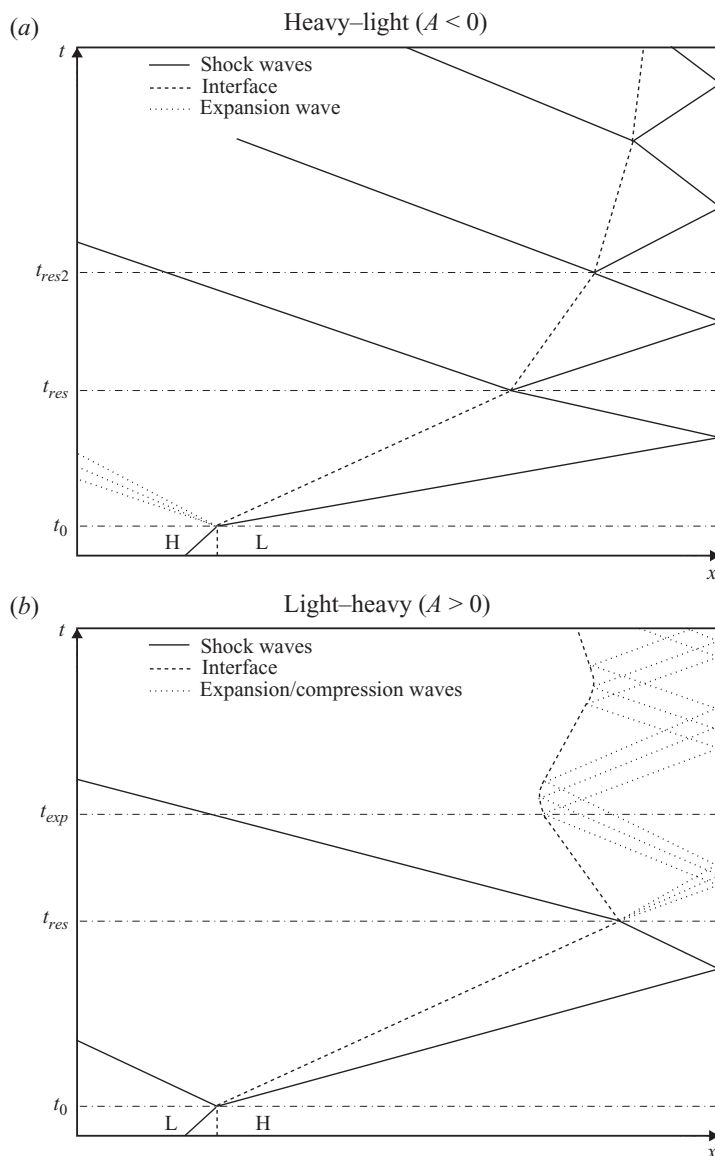 (a)
Heavy–light (A < 0)
t
Shock waves
Interface
Expansion wave
t_res2
t_res
t_0
H
L
x
(b)
Light–heavy (A > 0)
t
Shock waves
Interface
Expansion/compression waves
t_exp
t_res
t_0
L
H
x